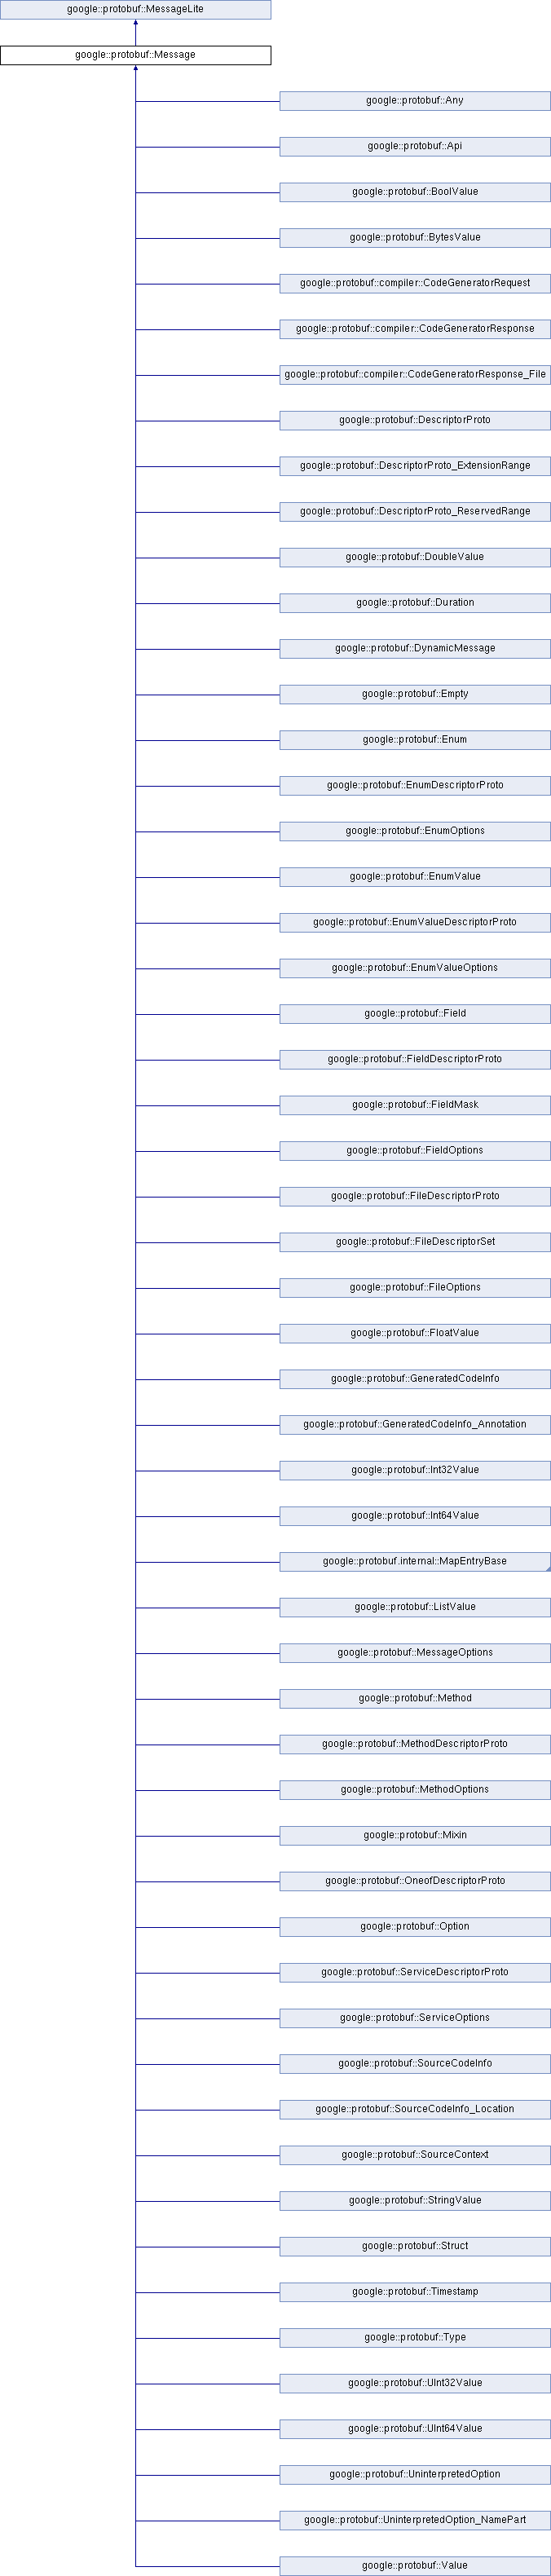 google::protobuf::MessageLite
google::protobuf::Message
google::protobuf::Any
google::protobuf::Api
google::protobuf::BoolValue
google::protobuf::BytesValue
google::protobuf::compiler::CodeGeneratorRequest
google::protobuf::compiler::CodeGeneratorResponse
google::protobuf::compiler::CodeGeneratorResponse_File
google::protobuf::DescriptorProto
google::protobuf::DescriptorProto_ExtensionRange
google::protobuf::DescriptorProto_ReservedRange
google::protobuf::DoubleValue
google::protobuf::Duration
google::protobuf::DynamicMessage
google::protobuf::Empty
google::protobuf::Enum
google::protobuf::EnumDescriptorProto
google::protobuf::EnumOptions
google::protobuf::EnumValue
google::protobuf::EnumValueDescriptorProto
google::protobuf::EnumValueOptions
google::protobuf::Field
google::protobuf::FieldDescriptorProto
google::protobuf::FieldMask
google::protobuf::FieldOptions
google::protobuf::FileDescriptorProto
google::protobuf::FileDescriptorSet
google::protobuf::FileOptions
google::protobuf::FloatValue
google::protobuf::GeneratedCodeInfo
google::protobuf::GeneratedCodeInfo_Annotation
google::protobuf::Int32Value
google::protobuf::Int64Value
google::protobuf.internal::MapEntryBase
google::protobuf::ListValue
google::protobuf::MessageOptions
google::protobuf::Method
google::protobuf::MethodDescriptorProto
google::protobuf::MethodOptions
google::protobuf::Mixin
google::protobuf::OneofDescriptorProto
google::protobuf::Option
google::protobuf::ServiceDescriptorProto
google::protobuf::ServiceOptions
google::protobuf::SourceCodeInfo
google::protobuf::SourceCodeInfo_Location
google::protobuf::SourceContext
google::protobuf::StringValue
google::protobuf::Struct
google::protobuf::Timestamp
google::protobuf::Type
google::protobuf::UInt32Value
google::protobuf::UInt64Value
google::protobuf::UninterpretedOption
google::protobuf::UninterpretedOption_NamePart
google::protobuf::Value